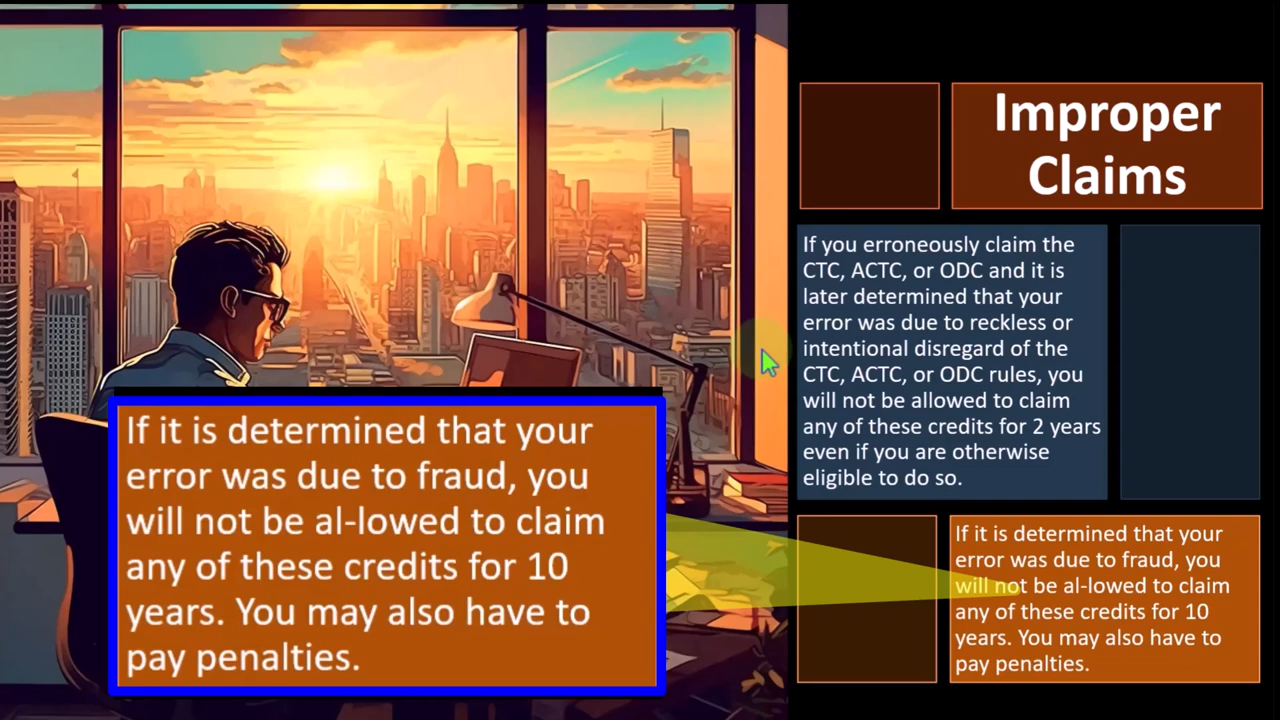 Improper
Claims
If you erroneously claim the
CTC, ACTC, or ODC and it is
later determined that your
error was due to reckless or
intentional disregard of the
CTC, ACTC, or ODC rules, you
will not be allowed to claim
any of these credits for 2 years
even if you are otherwise
eligible to do so.
If it is determined that your
error was due to fraud, you
will not be al-lowed to claim
any of these credits for 10
years. You may also have to
pay penalties.
If it is determined that your
error was due to fraud, you
will not be al-lowed to claim
any of these credits for 10
years. You may also have to
pay penalties.